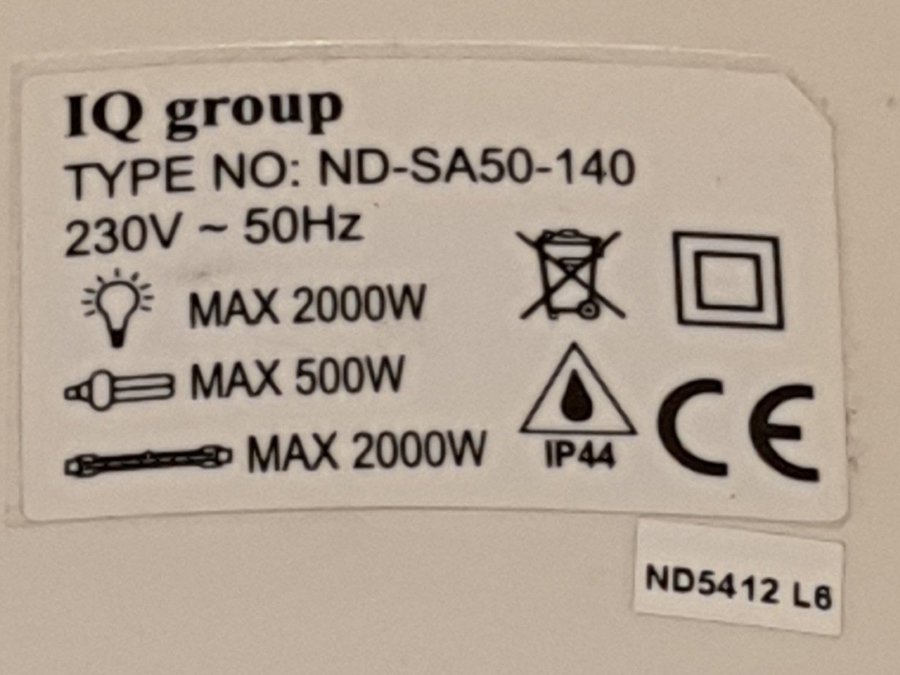 IQ group
TYPE NO: ND-SA50-140
230V ~ 50Hz
MAX 2000W
MAX 500W
MAX 2000W
IP44
CE
ND5412 L6